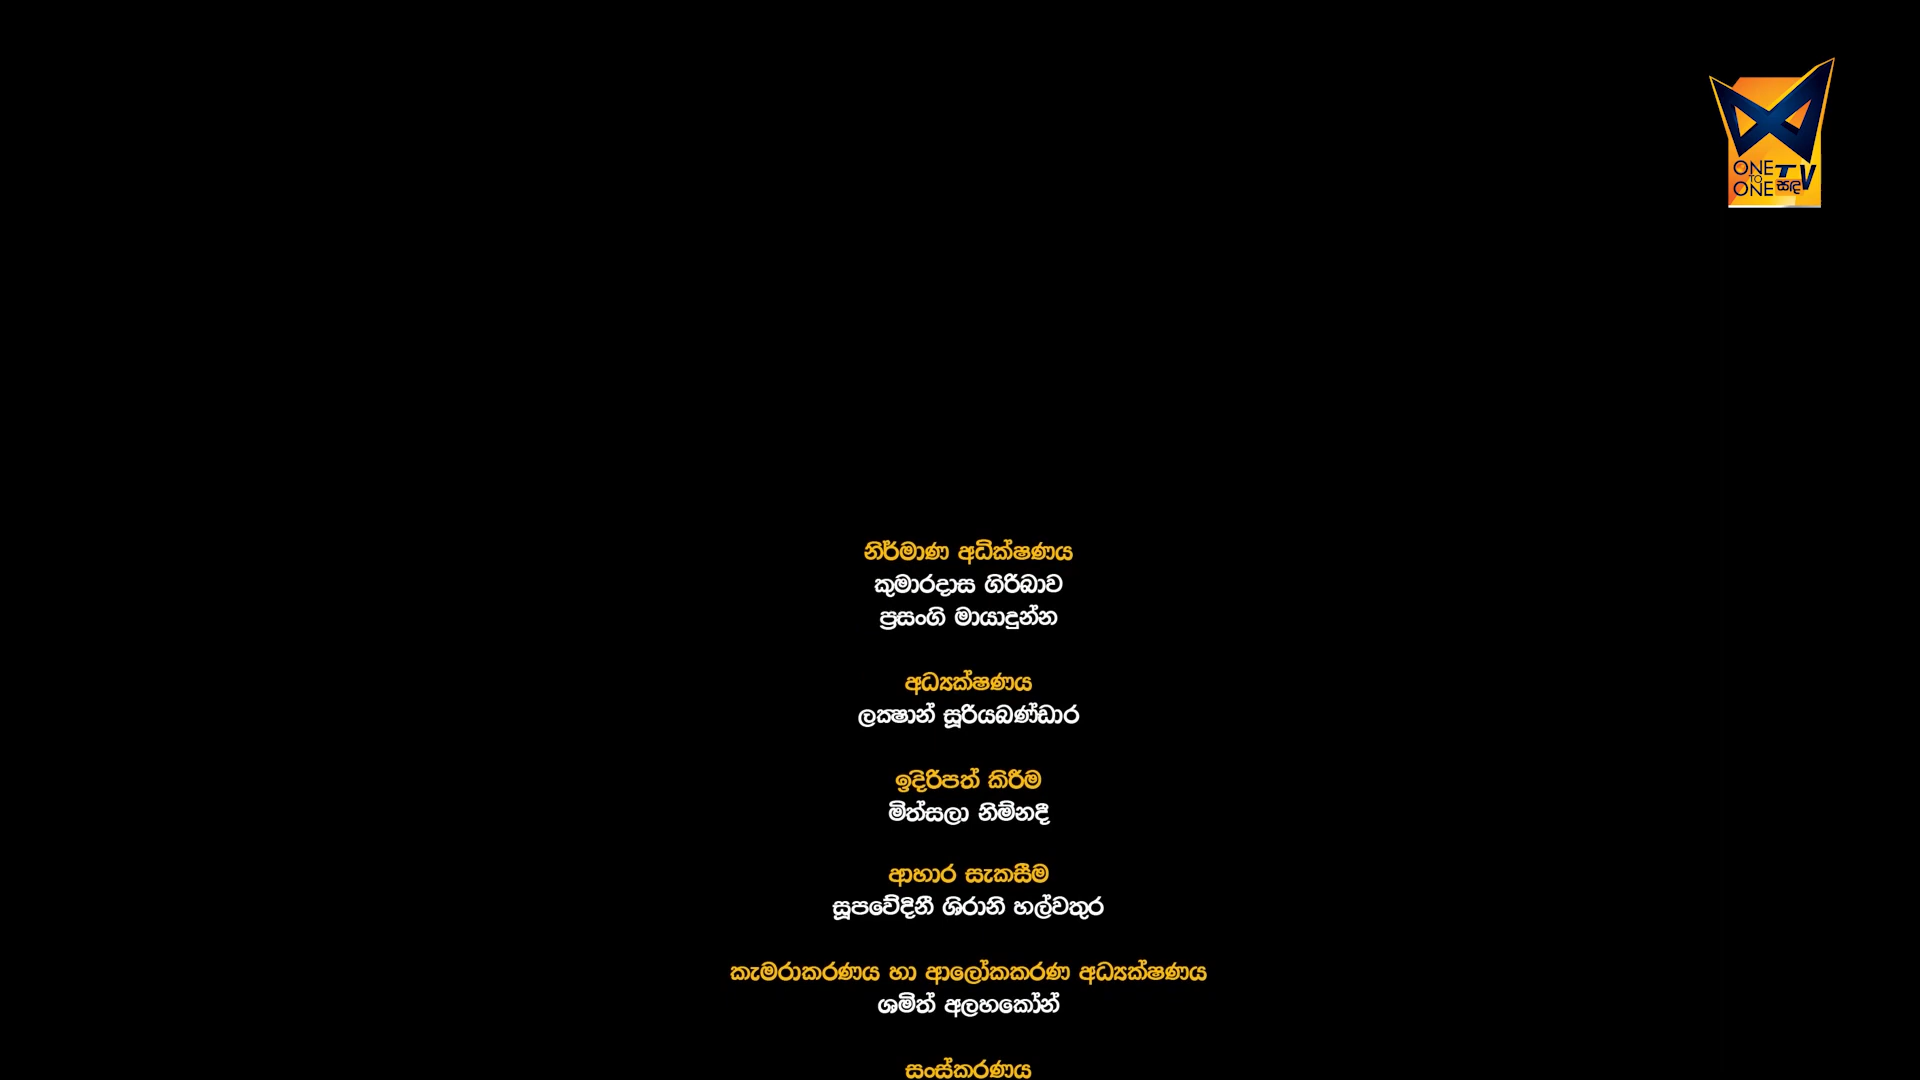 ONE
TO
ONE
TV
සඳ
නිර්මාණ අධික්ෂණය
කුමාරදාස ගිරිබාව
ප්‍රසංගි මායාදුන්න
අධ්‍යක්ෂණය
ලක්‍ෂාන් සූරියබණ්ඩාර
ඉදිරිපත් කිරීම
මිත්සලා නිම්නදී
ආහාර සැකසීම
සූපවේදිනී ශිරානි හල්වතුර
කැමරාකරණය හා ආලෝකකරණ අධ්‍යක්ෂණය
ශමිත් අලහකෝන්
සංස්කරණය